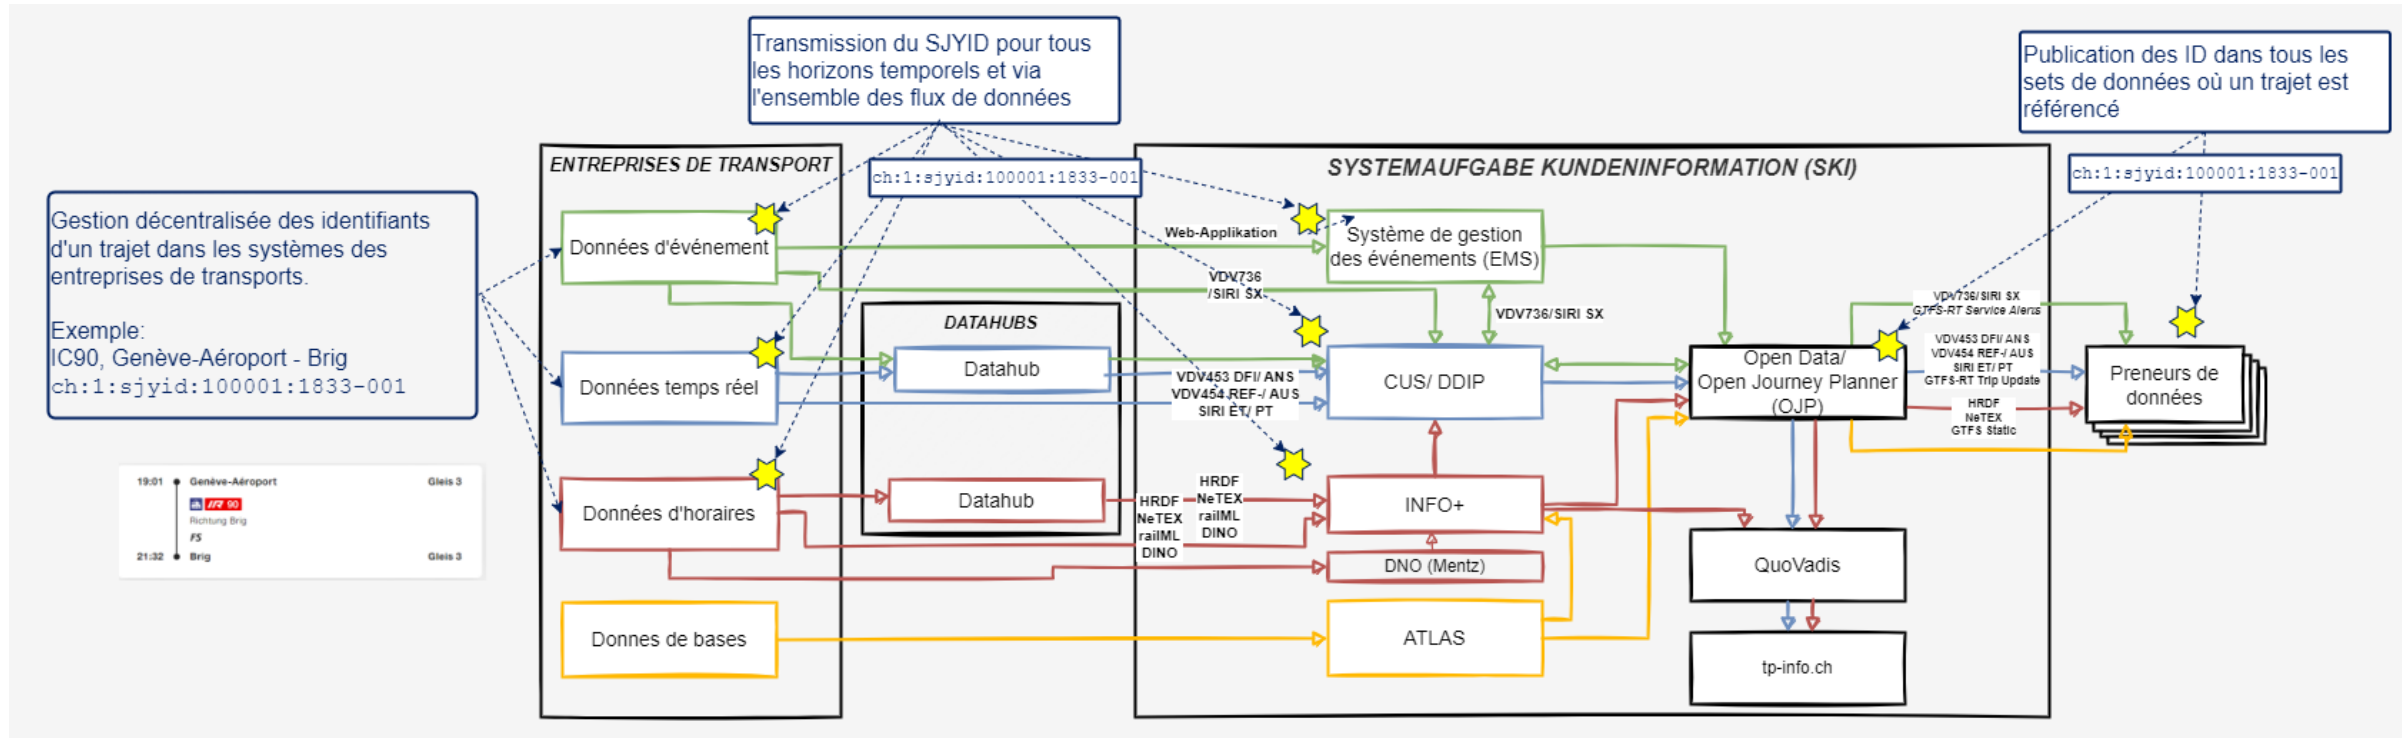 Transmission du SJYID pour tous
les horizons temporels et via
l'ensemble des flux de données
Publication des ID dans tous les
sets de données où un trajet est
référencé
ch:1:sjyid:100001:1833-001
ch:1:sjyid:100001:1833-001
Gestion décentralisée des identifiants
d'un trajet dans les systèmes des
entreprises de transports.
Exemple:
IC90, Genève-Aéroport - Brig
ch:1:sjyid:100001:1833-001
19:01 Genève-Aéroport Gleis 3
IR 90
Richtung Brig
FS
21:32 Brig Gleis 3
ENTREPRISES DE TRANSPORT
Données d'événement
Données temps réel
Données d'horaires
Donnes de bases
DATAHUBS
Datahub
Datahub
SYSTEMAUFGABE KUNDENINFORMATION (SKI)
Web-Applikation
VDV736
/SIRI SX
VDV453 DFI/ ANS
VDV454 REF-/ AUS
SIRI ET/ PT
HRDF
NeTEX
railML
DINO
HRDF
NeTEX
railML
DINO
Système de gestion
des événements (EMS)
VDV736/SIRI SX
CUS/ DDIP
INFO+
DNO (Mentz)
ATLAS
Open Data/
Open Journey Planner
(OJP)
QuoVadis
tp-info.ch
VDV736/SIRI SX
GTFS-RT Service Alerts
VDV453 DFI/ ANS
VDV454 REF-/ AUS
SIRI ET/ PT
GTFS-RT Trip Update
HRDF
NeTEX
GTFS Static
Preneurs de
données